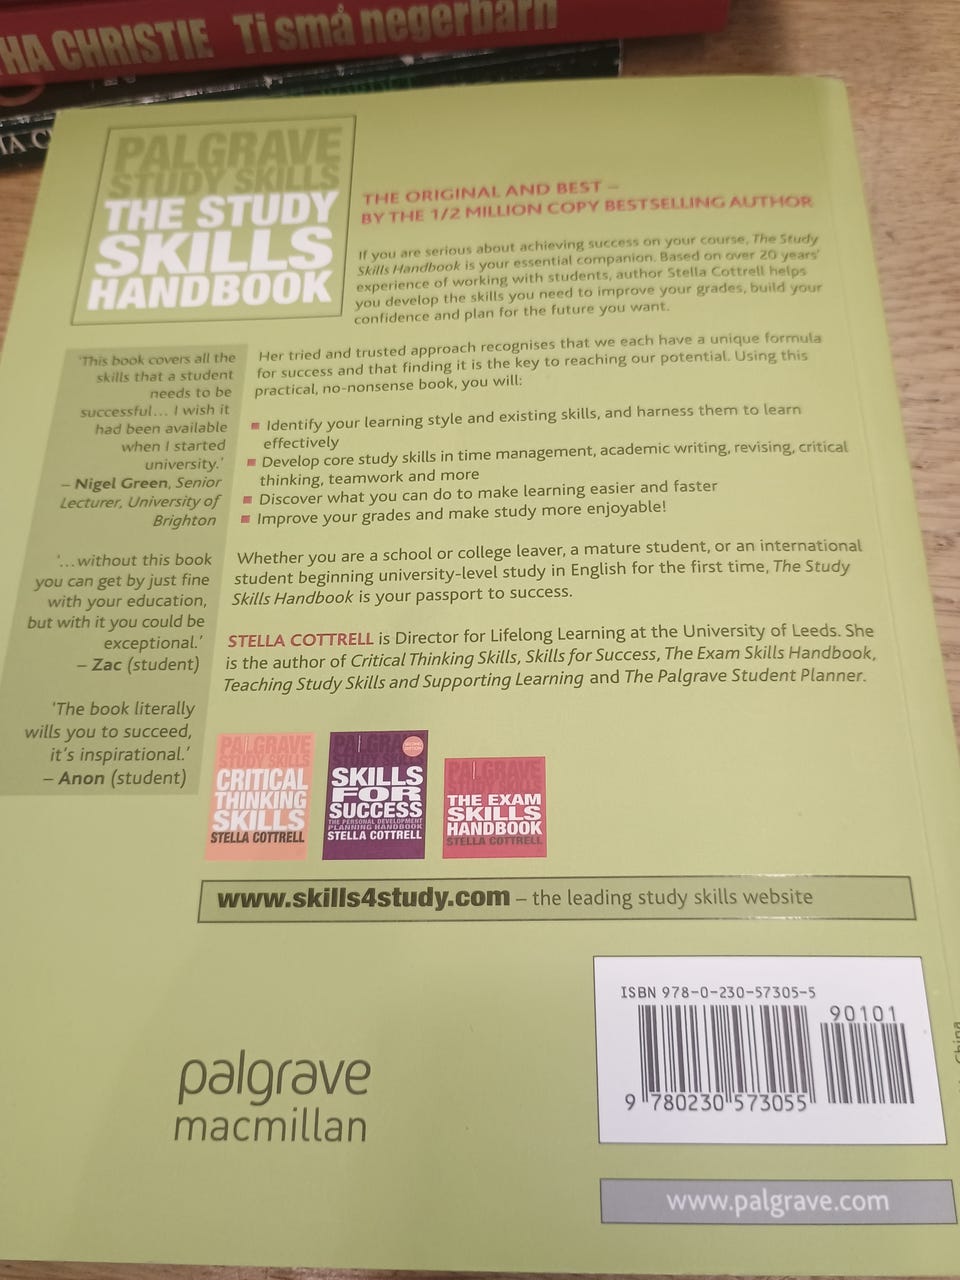 THA CHRISTIE Ti små negerbarn
PALGRAVE
STUDY SKILLS
THE STUDY
SKILLS
HANDBOOK
THE ORIGINAL AND BEST –
BY THE 1/2 MILLION COPY BESTSELLING AUTHOR
If you are serious about achieving success on your course, The Study
Skills Handbook is your essential companion. Based on over 20 years'
experience of working with students, author Stella Cottrell helps
you develop the skills you need to improve your grades, build your
confidence and plan for the future you want.
Her tried and trusted approach recognises that we each have a unique formula
for success and that finding it is the key to reaching our potential. Using this
practical, no-nonsense book, you will:
Identify your learning style and existing skills, and harness them to learn
effectively
Develop core study skills in time management, academic writing, revising, critical
thinking, teamwork and more
Discover what you can do to make learning easier and faster
Improve your grades and make study more enjoyable!
Whether you are a school or college leaver, a mature student, or an international
student beginning university-level study in English for the first time, The Study
Skills Handbook is your passport to success.
STELLA COTTRELL is Director for Lifelong Learning at the University of Leeds. She
is the author of Critical Thinking Skills, Skills for Success, The Exam Skills Handbook,
Teaching Study Skills and Supporting Learning and The Palgrave Student Planner.
'This book covers all the
skills that a student
needs to be
successful... I wish it
had been available
when I started
university.'
– Nigel Green, Senior
Lecturer, University of
Brighton
'...without this book
you can get by just fine
with your education,
but with it you could be
exceptional.'
– Zac (student)
'The book literally
wills you to succeed,
it's inspirational.'
– Anon (student)
PALGRAVE
STUDY SKILLS
CRITICAL
THINKING
SKILLS
STELLA COTTRELL
PALGRAVE
STUDY SKILLS
SKILLS
FOR
SUCCESS
THE PERSONAL DEVELOPMENT
PLANNING HANDBOOK
STELLA COTTRELL
PALGRAVE
STUDY SKILLS
THE EXAM
SKILLS
HANDBOOK
STELLA COTTRELL
www.skills4study.com – the leading study skills website
ISBN 978-0-230-57305-5
90101
9 780230 573055
China
palgrave
macmillan
www.palgrave.com